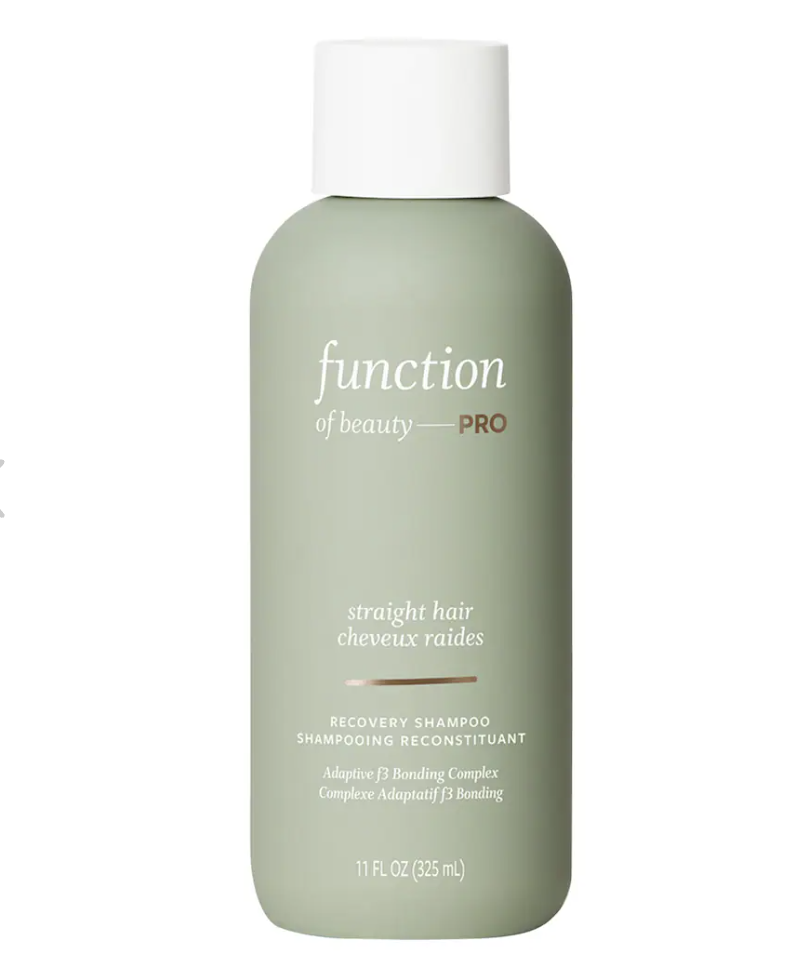 function
of beauty — PRO
straight hair
cheveux raides
RECOVERY SHAMPOO
SHAMPOOING RECONSTITUANT
Adaptive f3 Bonding Complex
Complexe Adaptatif f3 Bonding
11 FL OZ (325 mL)